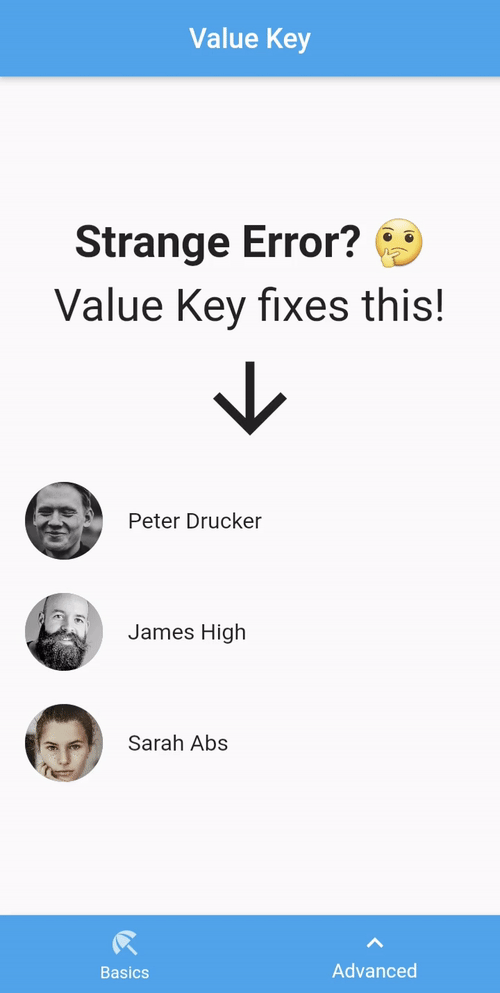 Value Key
Strange Error? 🤔
Value Key fixes this!
Peter Drucker
James High
Sarah Abs
Basics
Advanced